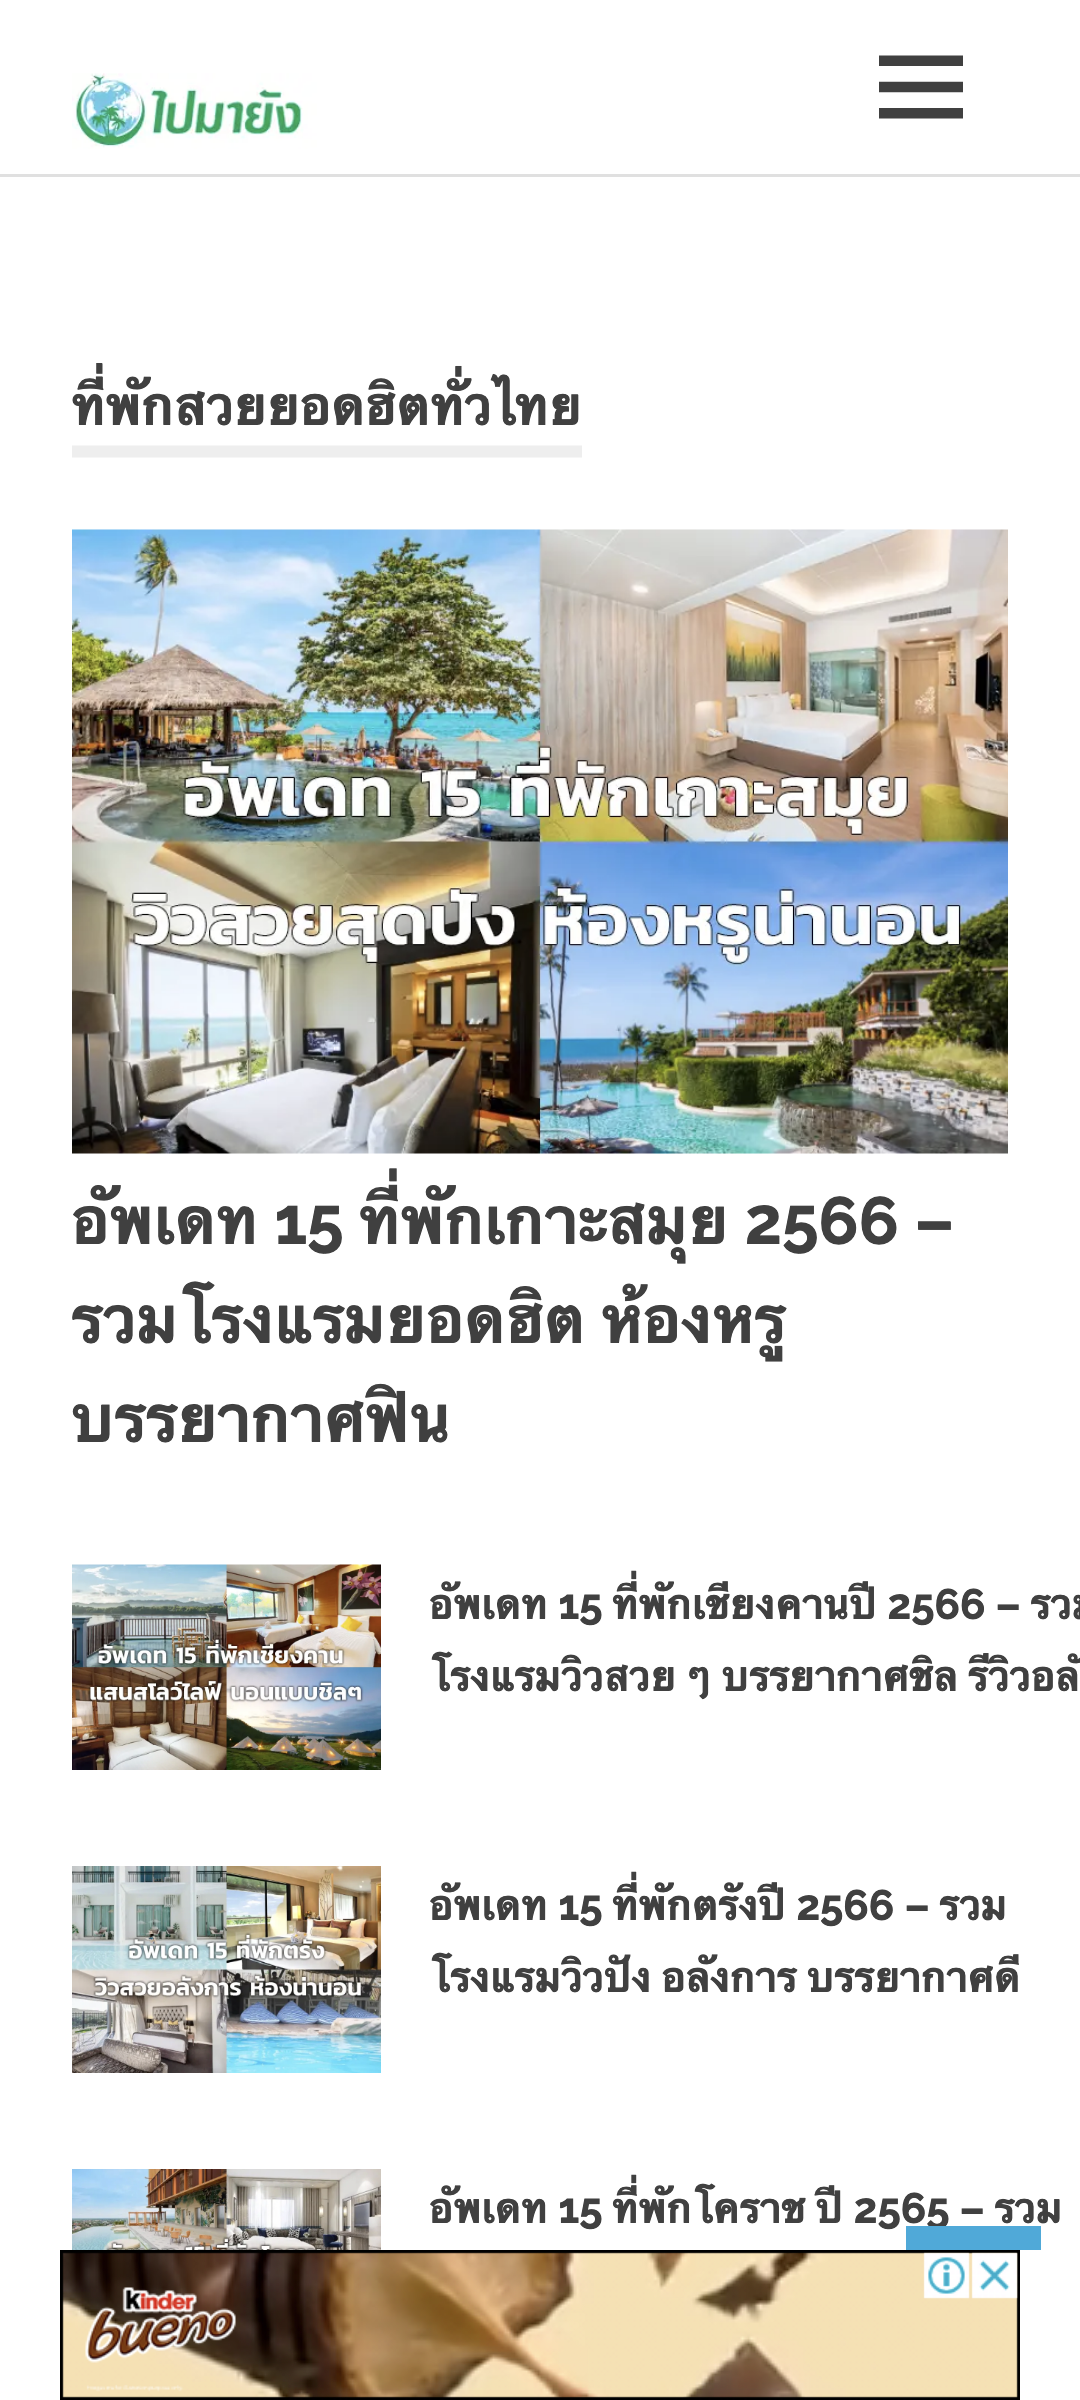 ไปมายัง
ที่พักสวยยอดฮิตทั่วไทย
อัพเดท 15 ที่พักเกาะสมุย
วิวสวยสุดปัง ห้องหรูน่านอน
อัพเดท 15 ที่พักเกาะสมุย 2566 –
รวมโรงแรมยอดฮิต ห้องหรู
บรรยากาศฟิน
อัพเดท 15 ที่พักเชียงคาน
แสนสโลว์ไลฟ์ นอนแบบชิลๆ
อัพเดท 15 ที่พักเชียงคานปี 2566 – รวม
โรงแรมวิวสวย ๆ บรรยากาศชิล รีวิวอลั
อัพเดท 15 ที่พักตรัง
วิวสวยอลังการ ห้องน่านอน
อัพเดท 15 ที่พักตรังปี 2566 – รวม
โรงแรมวิวปัง อลังการ บรรยากาศดี
อัพเดท 15 ที่พักโคราช ปี 2565 – รวม
Kinder
bueno